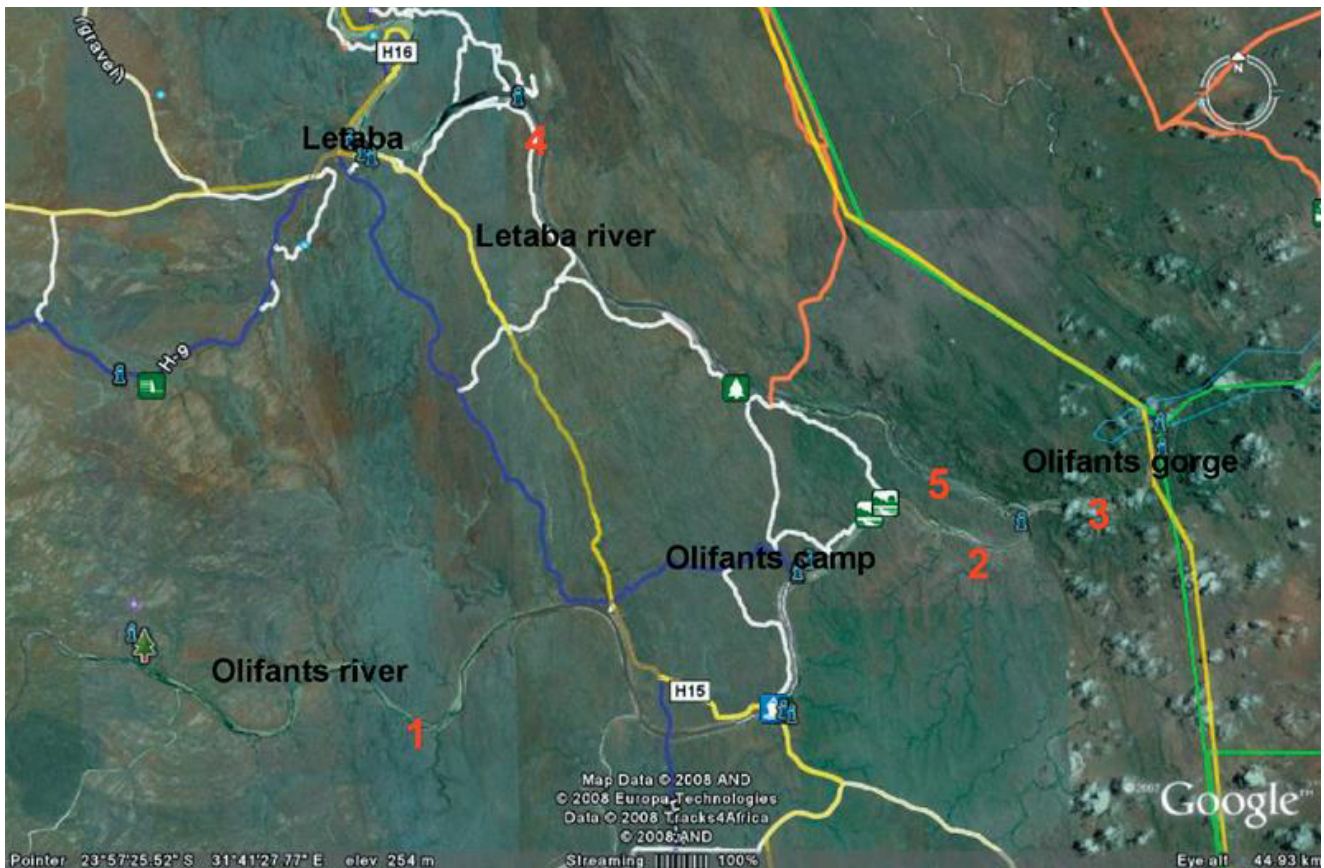 (gravel)
H16
N
Letaba
4
Letaba river
H-9
Olifants gorge
5
3
Olifants camp
2
Olifants river
H15
1
Map Data © 2008 AND
© 2008 Europa Technologies
Data © 2008 Tracks4Africa
© 2008 AND
©2007 Google™
Pointer 23°57'25.52" S 31°41'27.77" E elev 254 m
Streaming 100%
Eye alt 44.93 km